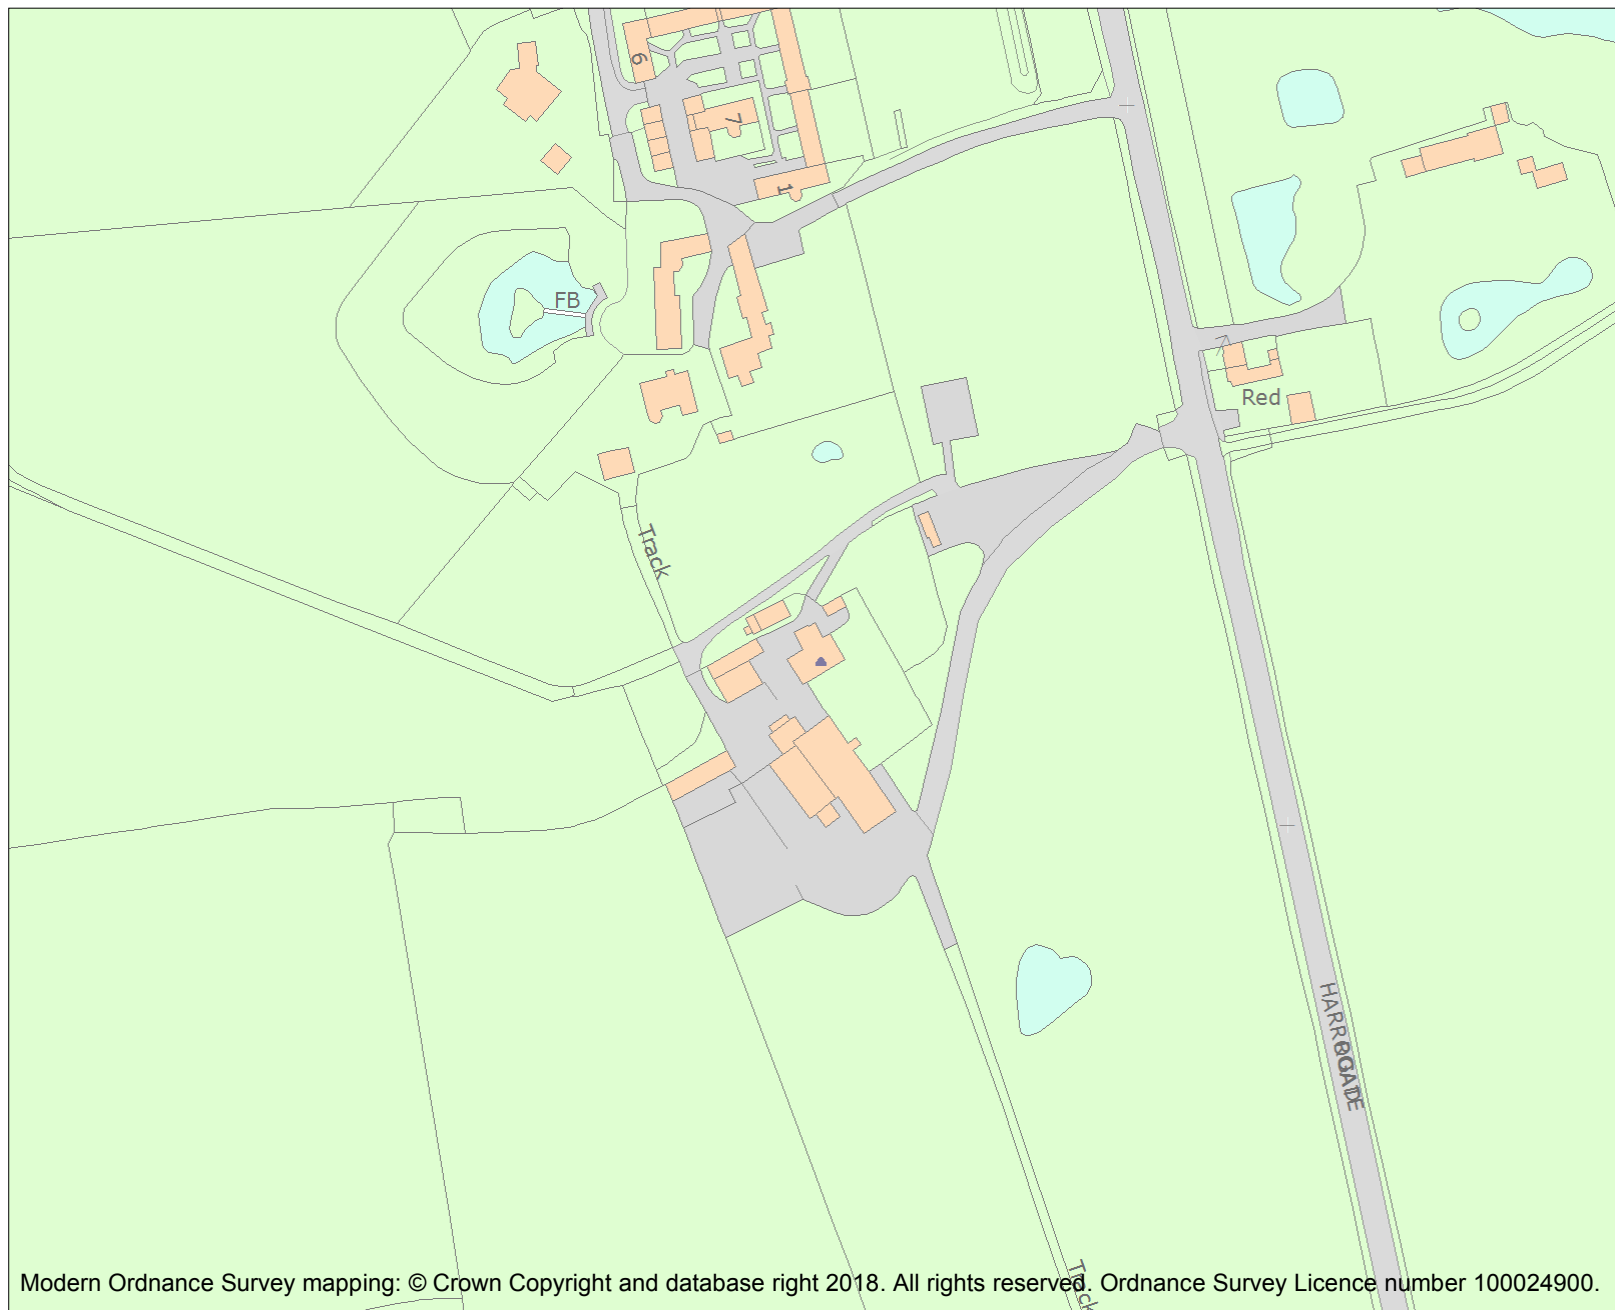 6
7
1
FB
Red
Track
HARROGATE
Track
Modern Ordnance Survey mapping: © Crown Copyright and database right 2018. All rights reserved. Ordnance Survey Licence number 100024900.